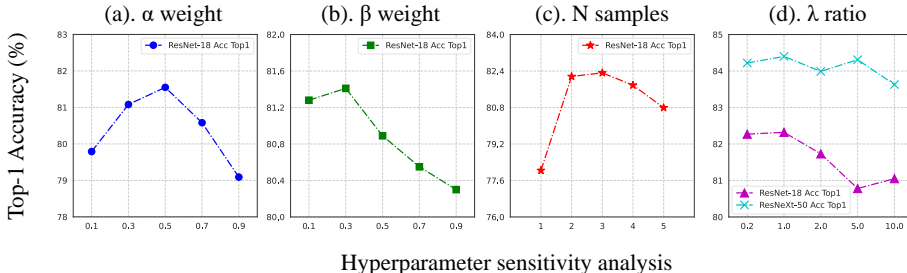 (a). α weight
(b). β weight
(c). N samples
(d). λ ratio
Top-1 Accuracy (%)
83
82
81
80
79
78
0.1 0.3 0.5 0.7 0.9
ResNet-18 Acc Top1
82.0
81.6
81.2
80.8
80.4
80.0
0.1 0.3 0.5 0.7 0.9
ResNet-18 Acc Top1
84.0
82.4
80.8
79.2
77.6
76.0
1 2 3 4 5
ResNet-18 Acc Top1
85
84
83
82
81
80
0.2 1.0 2.0 5.0 10.0
ResNet-18 Acc Top1
ResNeXt-50 Acc Top1
Hyperparameter sensitivity analysis